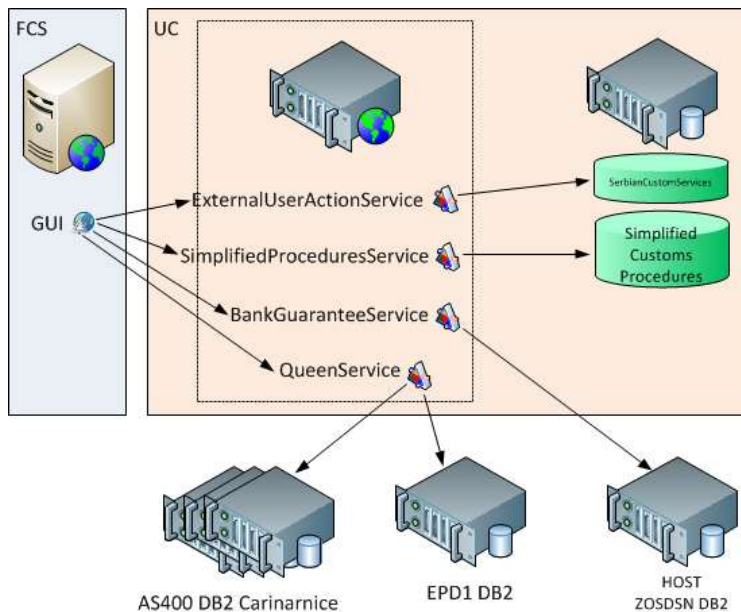 FCS
UC
ExternalUserActionService
SerbianCustomServices
GUI
SimplifiedProceduresService
Simplified
Customs
Procedures
BankGuaranteeService
QueenService
AS400 DB2 Carinarnice
EPD1 DB2
HOST
ZOSDSN DB2